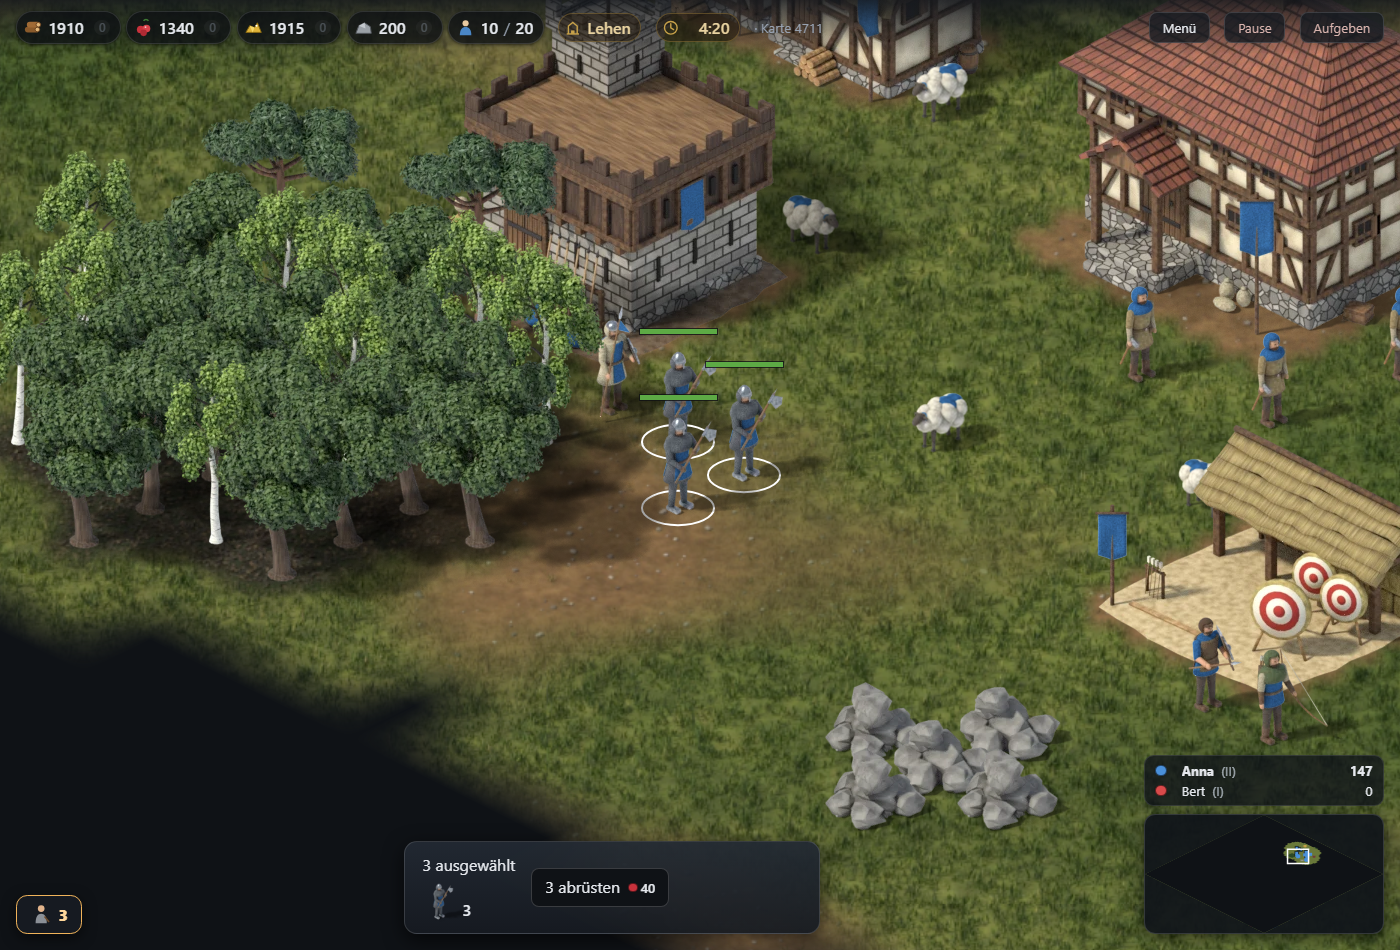 1910 0 1340 0 1915 0 200 0 10 / 20 Lehen 4:20 Karte 4711 Menü Pause Aufgeben
Anna (II) 147
Bert (I) 0
3 ausgewählt
3 abrüsten 40
3
3